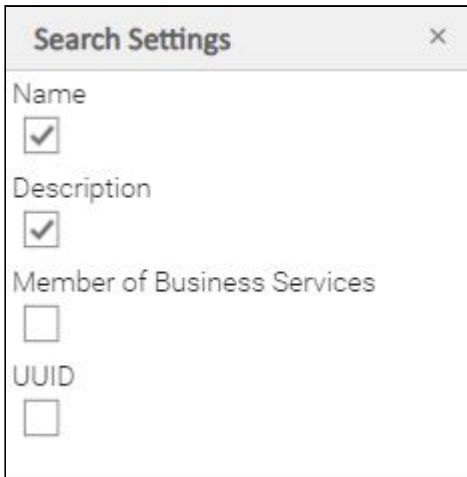 Search Settings
Name
Description
Member of Business Services
UUID